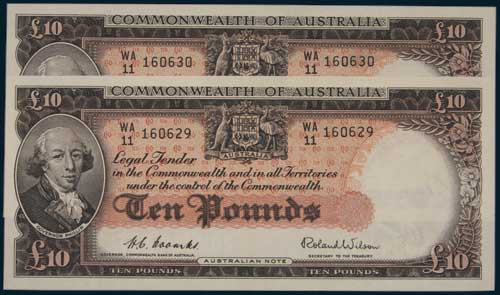 COMMONWEALTH OF AUSTRALIA
£10 £10
WA 11 160630 WA 11 160630
COMMONWEALTH OF AUSTRALIA
£10 £10
WA 11 160629 WA 11 160629
AUSTRALIA
Legal Tender
in the Commonwealth and in all Territories
under the control of the Commonwealth.
Ten Pounds
GOVERNOR PHILLIP
H.C. Coombs Roland Wilson
GOVERNOR, COMMONWEALTH BANK OF AUSTRALIA. SECRETARY TO THE TREASURY
AUSTRALIAN NOTE
£10 £10
TEN POUNDS TEN POUNDS